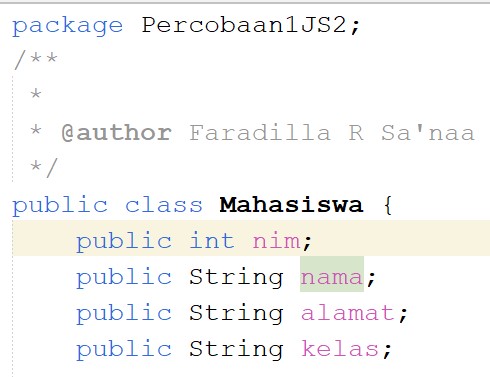 package Percobaan1JS2;
/**
 *
 * @author Faradilla R Sa'naa
 */
public class Mahasiswa {
    public int nim;
    public String nama;
    public String alamat;
    public String kelas;